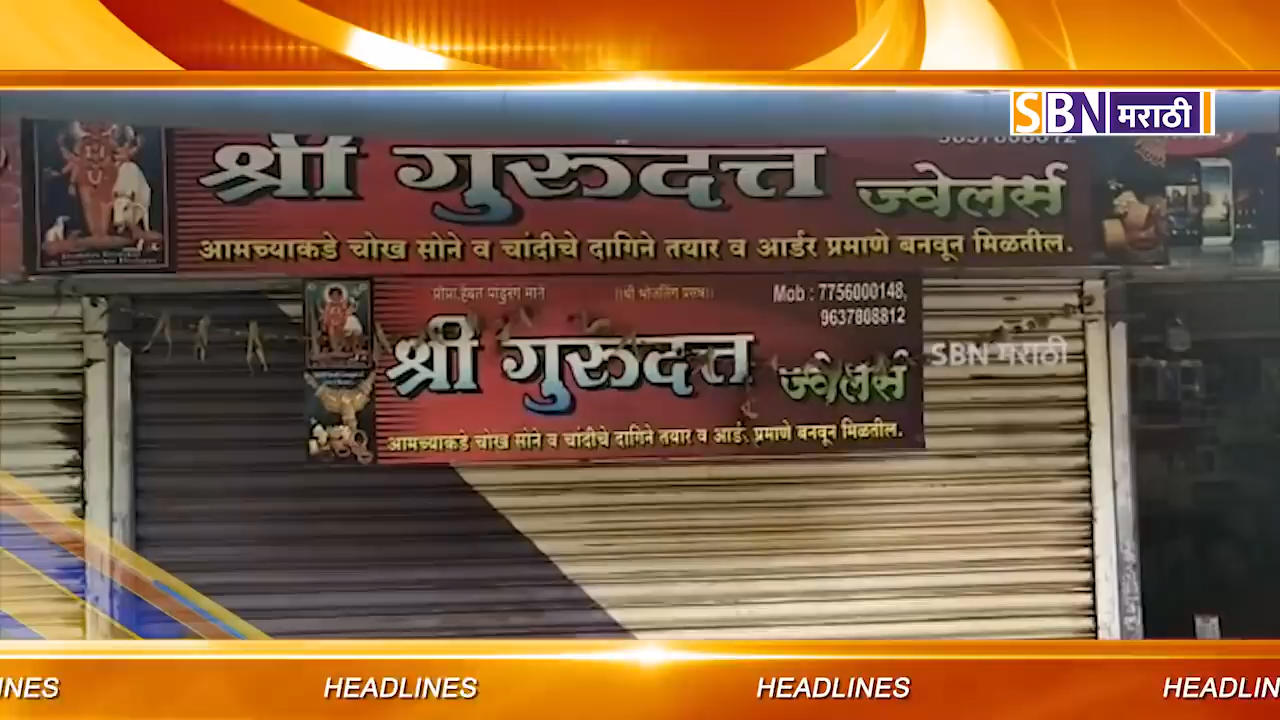 SBN मराठी
श्री गुरूदत्त ज्वेलर्स
आमच्याकडे चोख सोने व चांदीचे दागिने तयार व आर्डर प्रमाणे बनवून मिळतील.
Mob : 7756000148,
9637808812
श्री गुरूदत्त ज्वेलर्स
SBN मराठी
आमच्याकडे चोख सोने व चांदीचे दागिने तयार व आर्डर प्रमाणे बनवून मिळतील.
HEADLINES HEADLINES